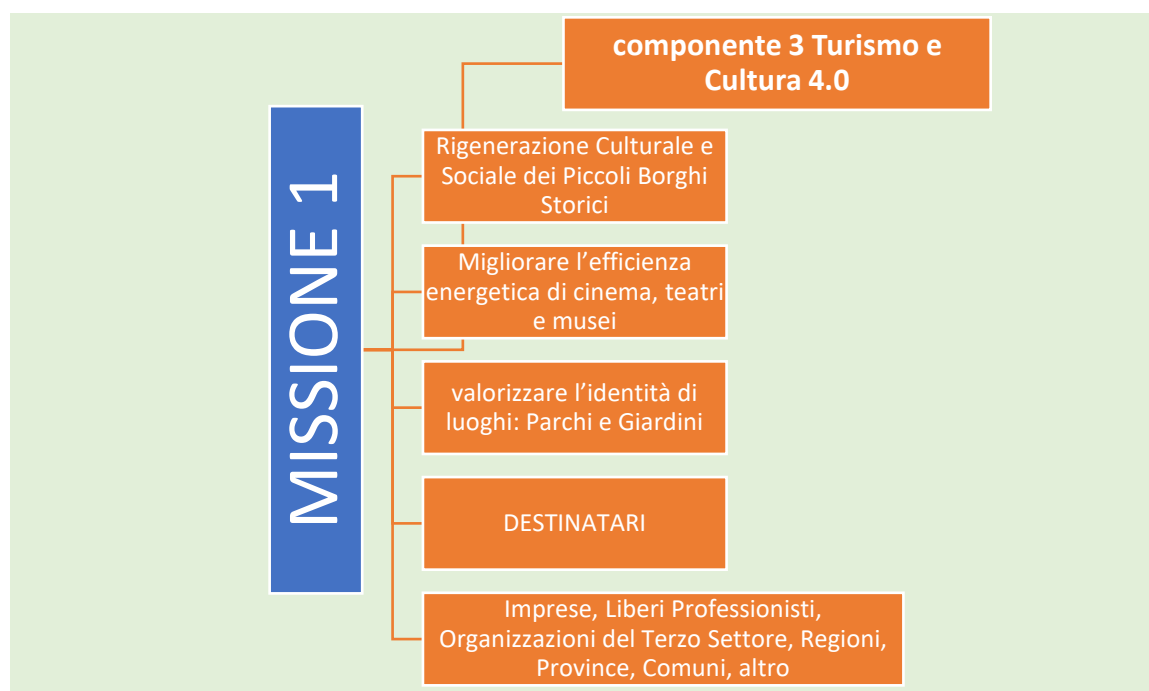 MISSIONE 1
componente 3 Turismo e
Cultura 4.0
Rigenerazione Culturale e
Sociale dei Piccoli Borghi
Storici
Migliorare l’efficienza
energetica di cinema, teatri
e musei
valorizzare l’identità di
luoghi: Parchi e Giardini
DESTINATARI
Imprese, Liberi Professionisti,
Organizzazioni del Terzo Settore, Regioni,
Province, Comuni, altro